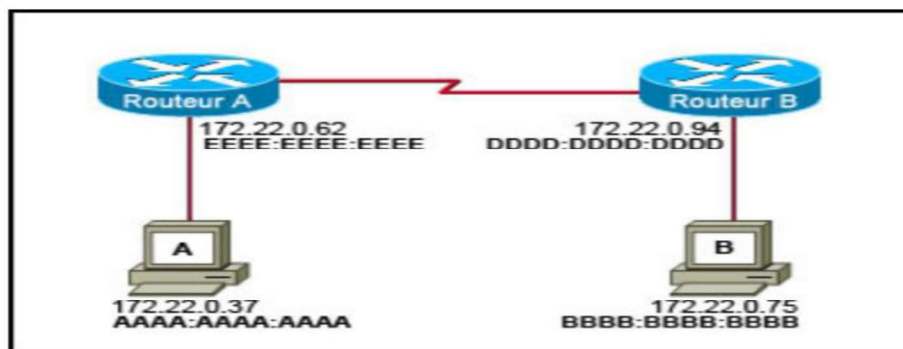 Routeur A
Routeur B
172.22.0.62
EEEE:EEEE:EEEE
172.22.0.94
DDDD:DDDD:DDDD
A
B
172.22.0.37
AAAA:AAAA:AAAA
172.22.0.75
BBBB:BBBB:BBBB